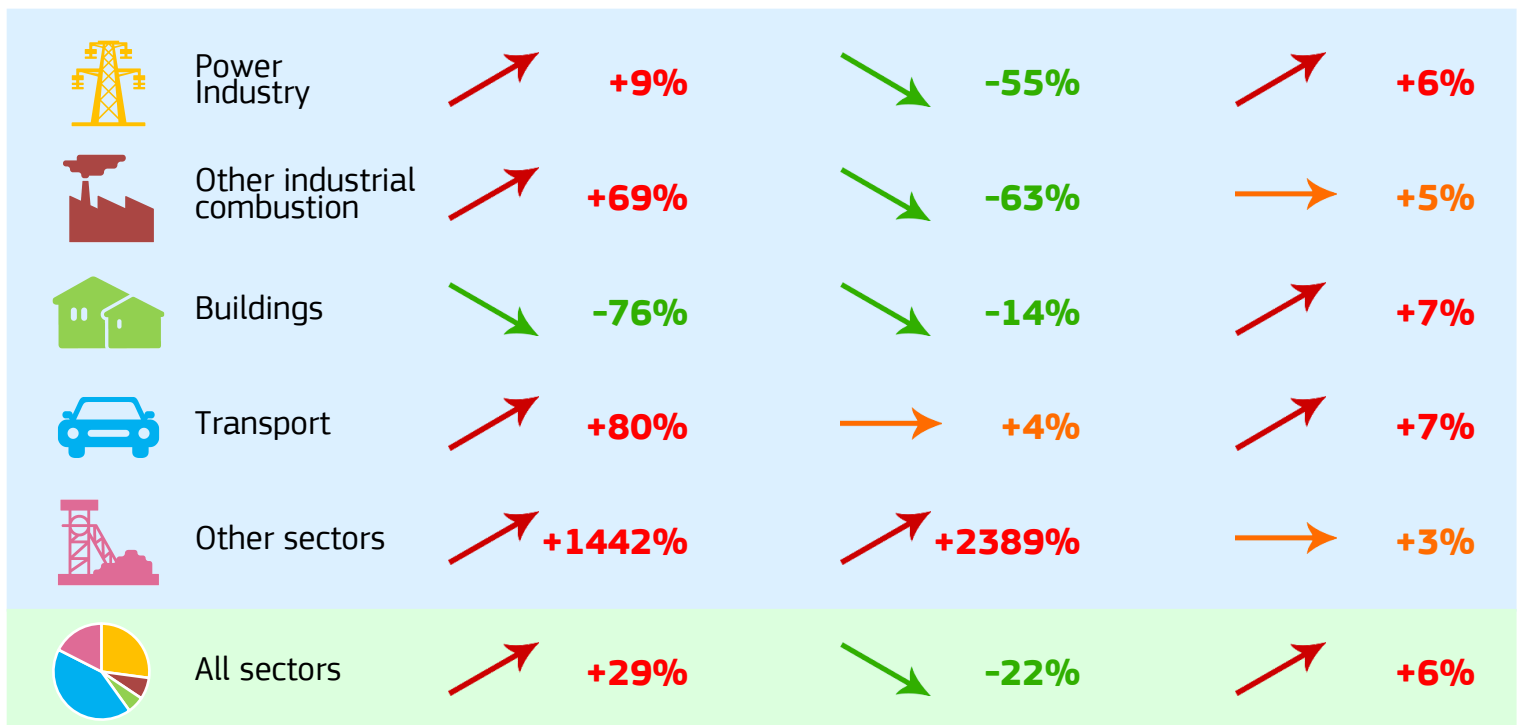 Power
Industry
+9%
-55%
+6%
Other industrial
combustion
+69%
-63%
+5%
Buildings
-76%
-14%
+7%
Transport
+80%
+4%
+7%
Other sectors
+1442%
+2389%
+3%
All sectors
+29%
-22%
+6%